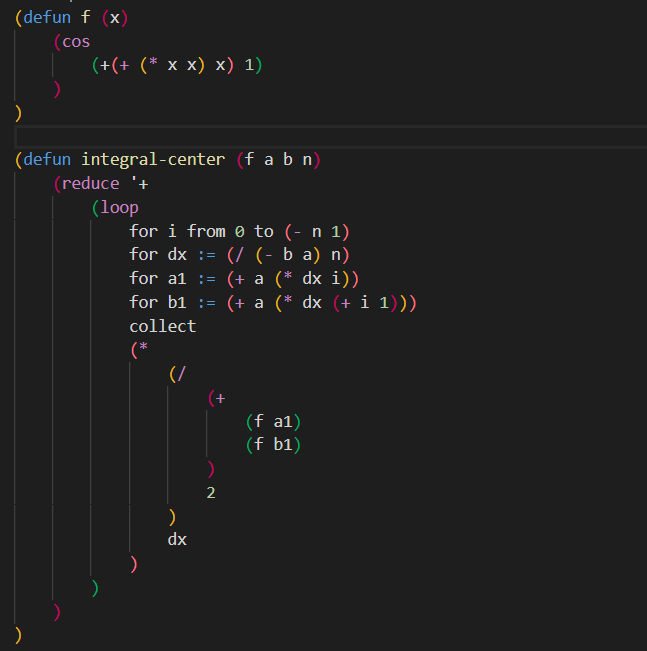 (defun f (x)
    (cos
        (+(+ (* x x) x) 1)
    )
)

(defun integral-center (f a b n)
    (reduce '+
        (loop
            for i from 0 to (- n 1)
            for dx := (/ (- b a) n)
            for a1 := (+ a (* dx i))
            for b1 := (+ a (* dx (+ i 1)))
            collect
            (*
                (/
                    (+
                        (f a1)
                        (f b1)
                    )
                    2
                )
                dx
            )
        )
    )
)